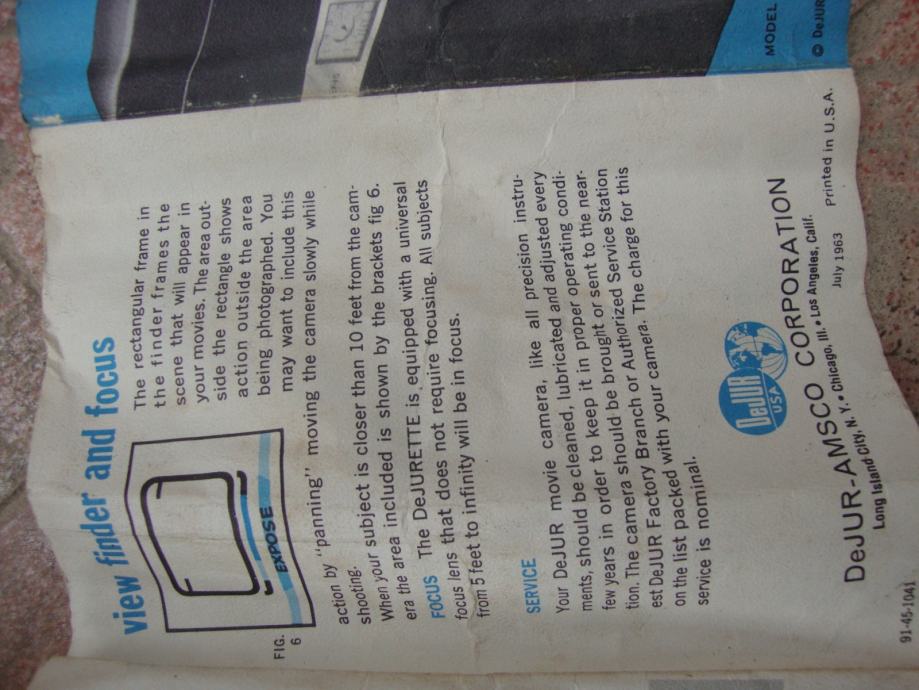 view finder and focus
The rectangular frame in
the finder frames the
scene that will appear in
your movies. The area out-
side the rectangle shows
action outside the area
being photographed. You
may want to include this
action by "panning" moving the camera slowly while
shooting.
EXPOSE
FIG.
6
When your subject is closer than 10 feet from the cam-
era the area included is shown by the brackets fig 6.
FOCUS The DeJURETTE is equipped with a universal
focus lens that does not require focusing. All subjects
from 5 feet to infinity will be in focus.
SERVICE
Your DeJUR movie camera, like all precision instru-
ments, should be cleaned, lubricated and adjusted every
few years in order to keep it in proper operating condi-
tion. The camera should be brought or sent to the near-
est DeJUR Factory Branch or Authorized Service Station
on the list packed with your camera. The charge for this
service is nominal.
DeJUR
USA
DeJUR-AMSCO CORPORATION
Long Island City, N. Y. • Chicago, Ill. • Los Angeles, Calif.
91-45-1041
July 1963
Printed in U.S.A.
MODEL
© DeJUR